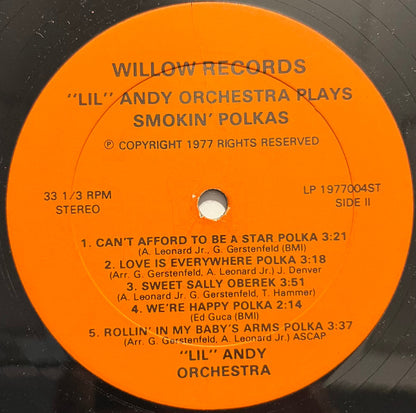 WILLOW RECORDS
"LIL" ANDY ORCHESTRA PLAYS
SMOKIN' POLKAS
Ⓟ COPYRIGHT 1977 RIGHTS RESERVED
33 1/3 RPM
STEREO
LP 1977004ST
SIDE II
1. CAN'T AFFORD TO BE A STAR POLKA 3:21
(A. Leonard Jr., G. Gerstenfeld (BMI)
2. LOVE IS EVERYWHERE POLKA 3:18
(Arr. G. Gerstenfeld, A. Leonard Jr.) J. Denver
3. SWEET SALLY OBEREK 3:51
(A. Leonard Jr., G. Gerstenfeld, T. Hammer)
4. WE'RE HAPPY POLKA 2:14
(Ed Guca (BMI)
5. ROLLIN' IN MY BABY'S ARMS POLKA 3:37
(Arr. G. Gerstenfeld, A. Leonard Jr.) ASCAP
"LIL" ANDY
ORCHESTRA